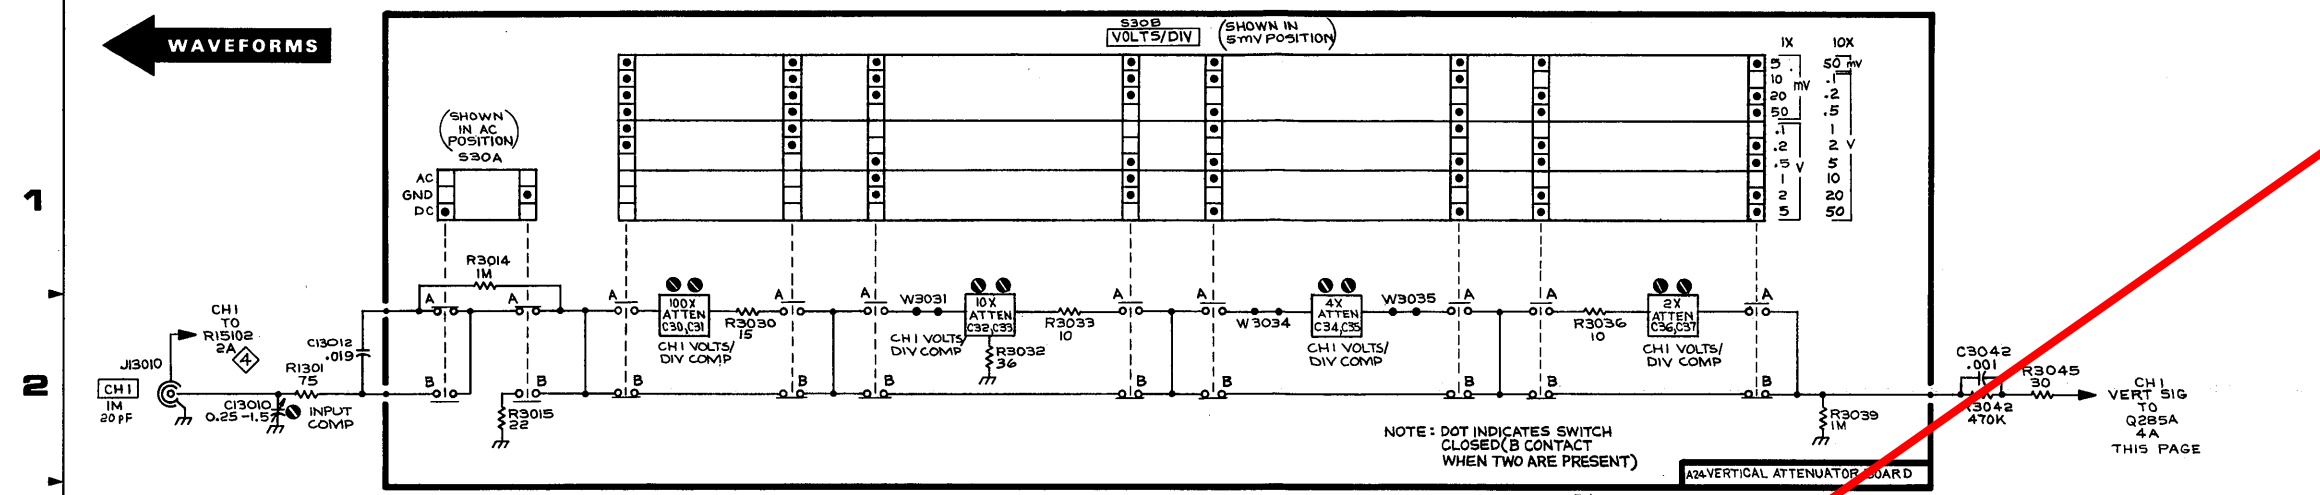 WAVEFORMS
S30B
VOLTS/DIV
(SHOWN IN
5MV POSITION)
1X
10X
5
10
20
50
mV
.1
.2
.5
1
2
5
V
50 mV
.1
.2
.5
1
2
5
10
20
50
V
(SHOWN
IN AC
POSITION)
S30A
AC
GND
DC
1
2
R3014
1M
A
A
A
A
A
A
A
A
A
A
B
B
B
B
B
B
B
B
B
B
CH1
TO
R15102
2A
4
J13010
CH1
1M
20pF
C13010
0.25-1.5
INPUT
COMP
R1301
75
C13012
.019
R3015
22
100X
ATTEN
C30,C31
R3030
15
CH1 VOLTS/
DIV COMP
W3031
CH1 VOLTS/
DIV COMP
10X
ATTEN
C32,C33
R3032
36
R3033
10
W3034
4X
ATTEN
C34,C35
W3035
CH1 VOLTS/
DIV COMP
R3036
10
2X
ATTEN
C36,C37
CH1 VOLTS/
DIV COMP
R3039
1M
C3042
.001
R3045
30
470K
CH1
VERT SIG
TO
Q285A
4A
THIS PAGE
NOTE: DOT INDICATES SWITCH
CLOSED(B CONTACT
WHEN TWO ARE PRESENT)
A24 VERTICAL ATTENUATOR BOARD